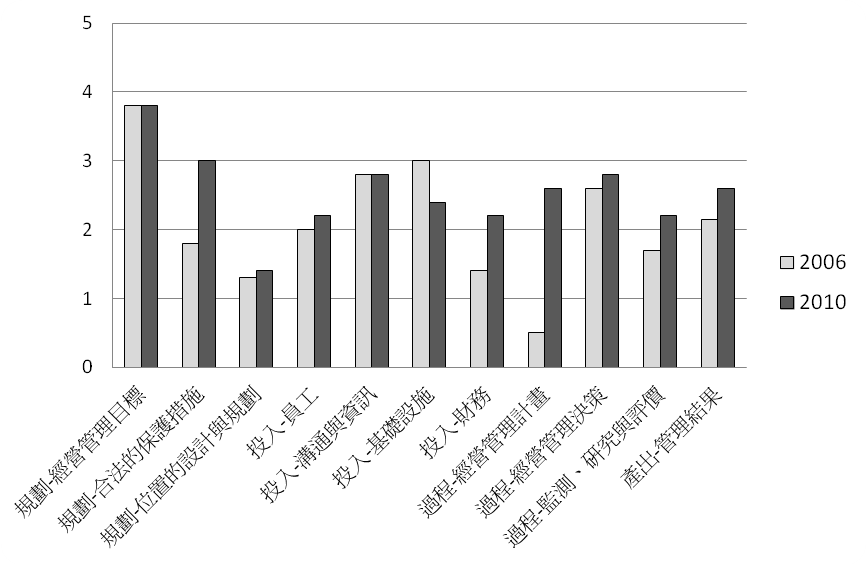 5
4
3
2
1
0
2006
2010
規劃-經營管理目標
規劃-合法的保護措施
規劃-位置的設計與規劃
投入-員工
投入-溝通與資訊
投入-基礎設施
投入-財務
過程-經營管理計畫
過程-經營管理決策
過程-監測、研究與評價
產出-管理結果